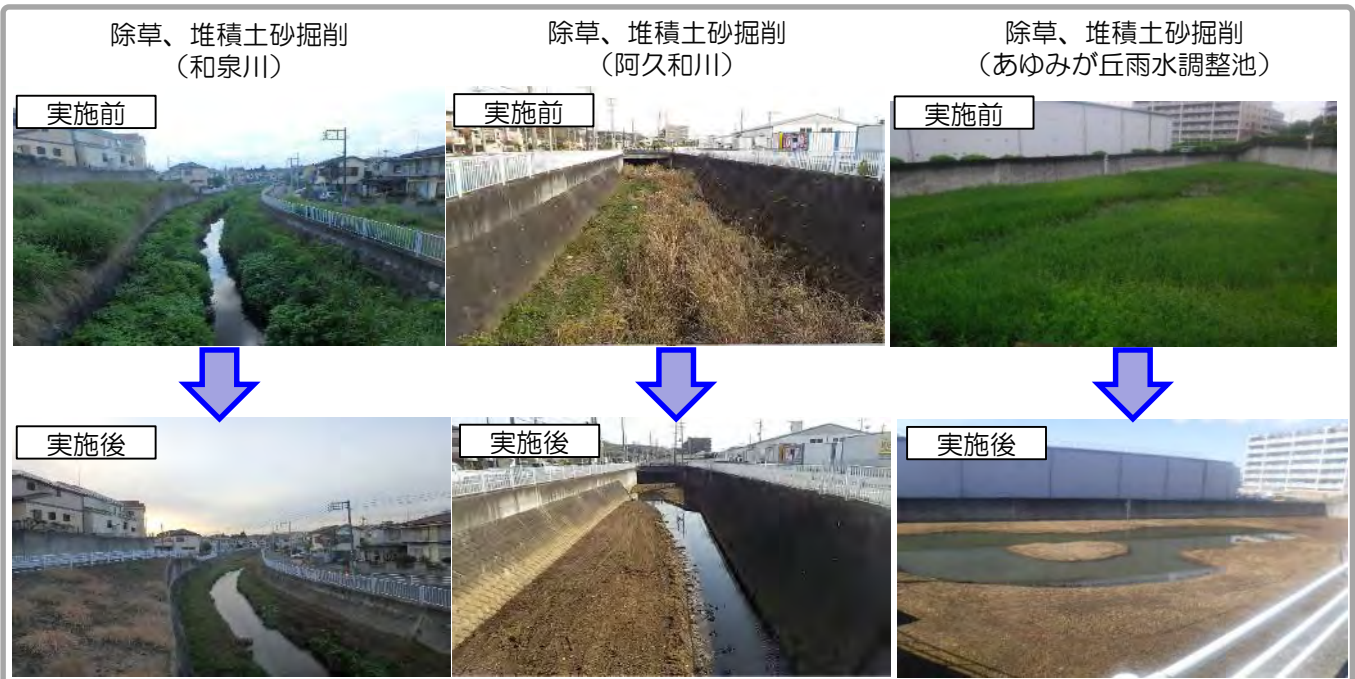 除草、堆積土砂掘削
（和泉川）
除草、堆積土砂掘削
（阿久和川）
除草、堆積土砂掘削
（あゆみが丘雨水調整池）
実施前
実施前
実施前
実施後
実施後
実施後